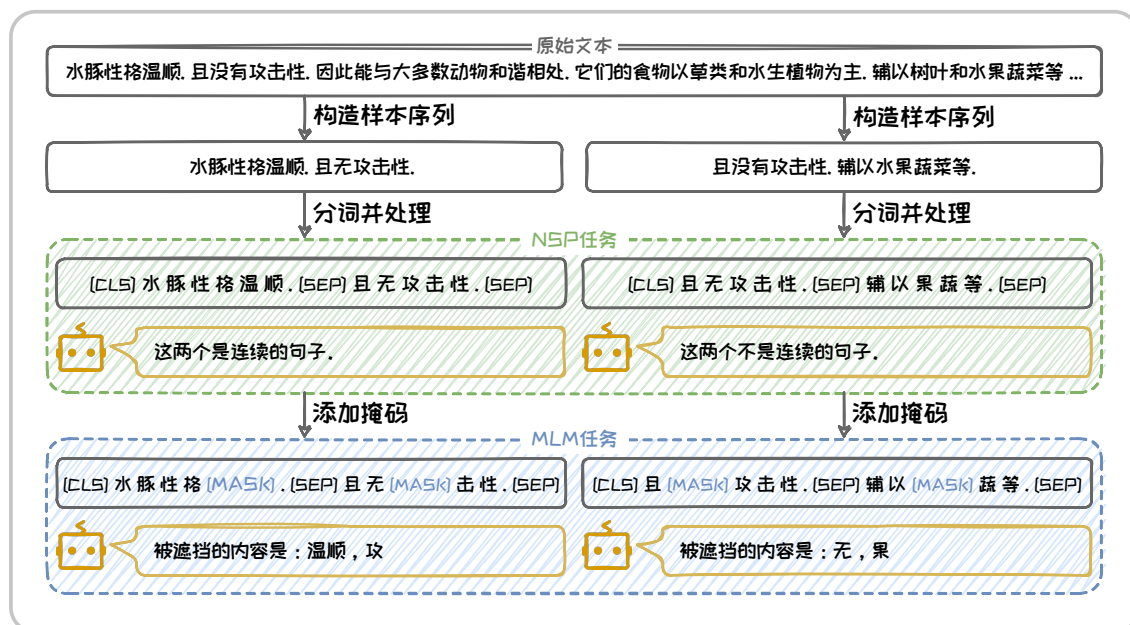 原始文本
水豚性格温顺. 且没有攻击性. 因此能与大多数动物和谐相处. 它们的食物以草类和水生植物为主. 辅以树叶和水果蔬菜等 ...
构造样本序列
构造样本序列
水豚性格温顺. 且无攻击性.
且没有攻击性. 辅以水果蔬菜等.
分词并处理
分词并处理
NSP任务
[CLS] 水 豚 性 格 温 顺 . [SEP] 且 无 攻 击 性 . [SEP]
[CLS] 且 无 攻 击 性 . [SEP] 辅 以 果 蔬 等 . [SEP]
这两个是连续的句子.
这两个不是连续的句子.
添加掩码
添加掩码
MLM任务
[CLS] 水 豚 性 格 [MASK] . [SEP] 且 无 [MASK] 击 性 . [SEP]
[CLS] 且 [MASK] 攻 击 性 . [SEP] 辅 以 [MASK] 蔬 等 . [SEP]
被遮挡的内容是：温顺，攻
被遮挡的内容是：无，果